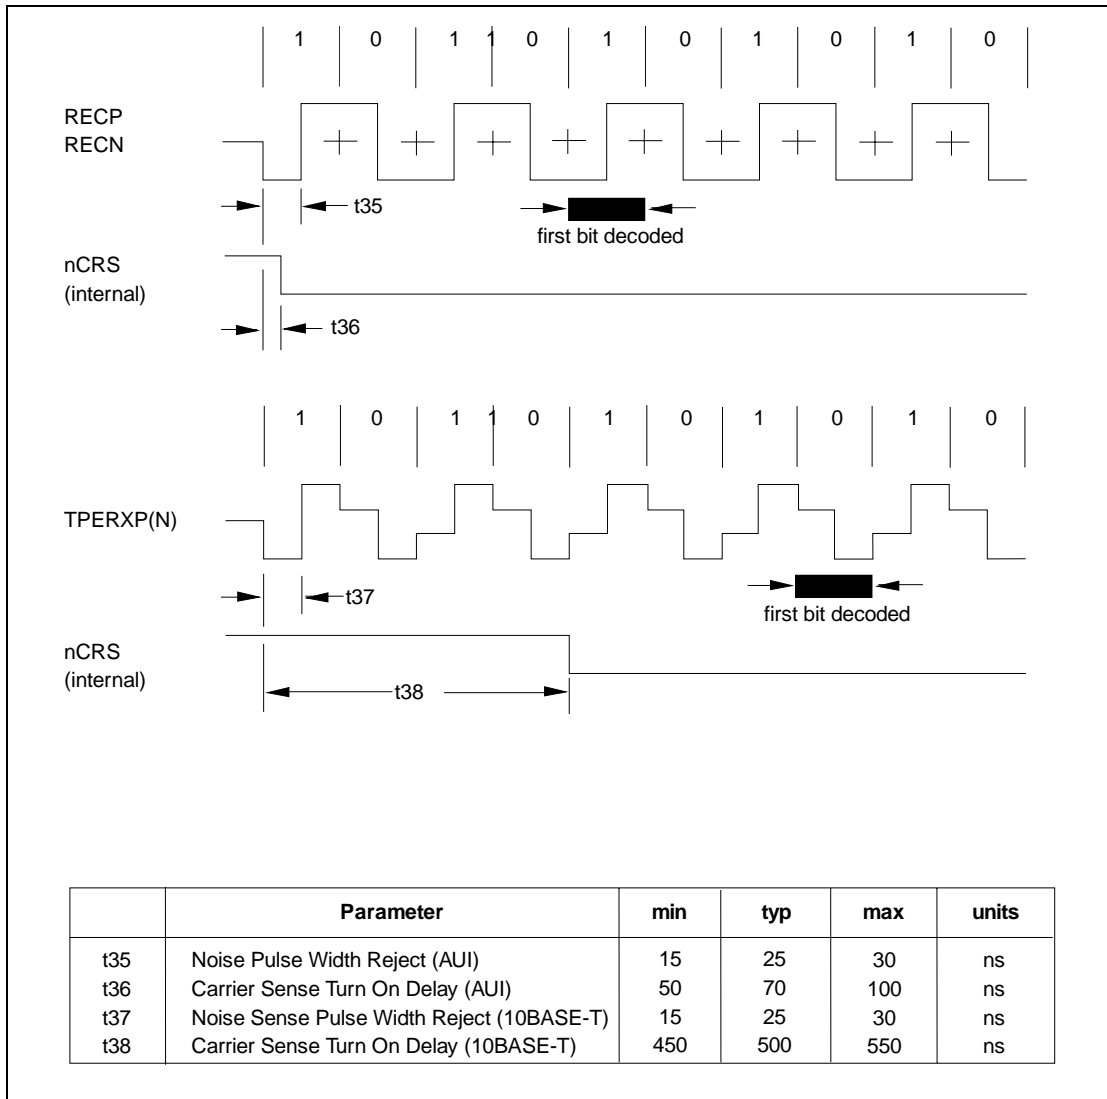 1 0 1 1 0 1 0 1 0 1 0
RECP
RECN
t35
first bit decoded
nCRS
(internal)
t36
1 0 1 1 0 1 0 1 0 1 0
TPERXP(N)
t37
first bit decoded
nCRS
(internal)
t38
Parameter min typ max units
t35 Noise Pulse Width Reject (AUI) 15 25 30 ns
t36 Carrier Sense Turn On Delay (AUI) 50 70 100 ns
t37 Noise Sense Pulse Width Reject (10BASE-T) 15 25 30 ns
t38 Carrier Sense Turn On Delay (10BASE-T) 450 500 550 ns